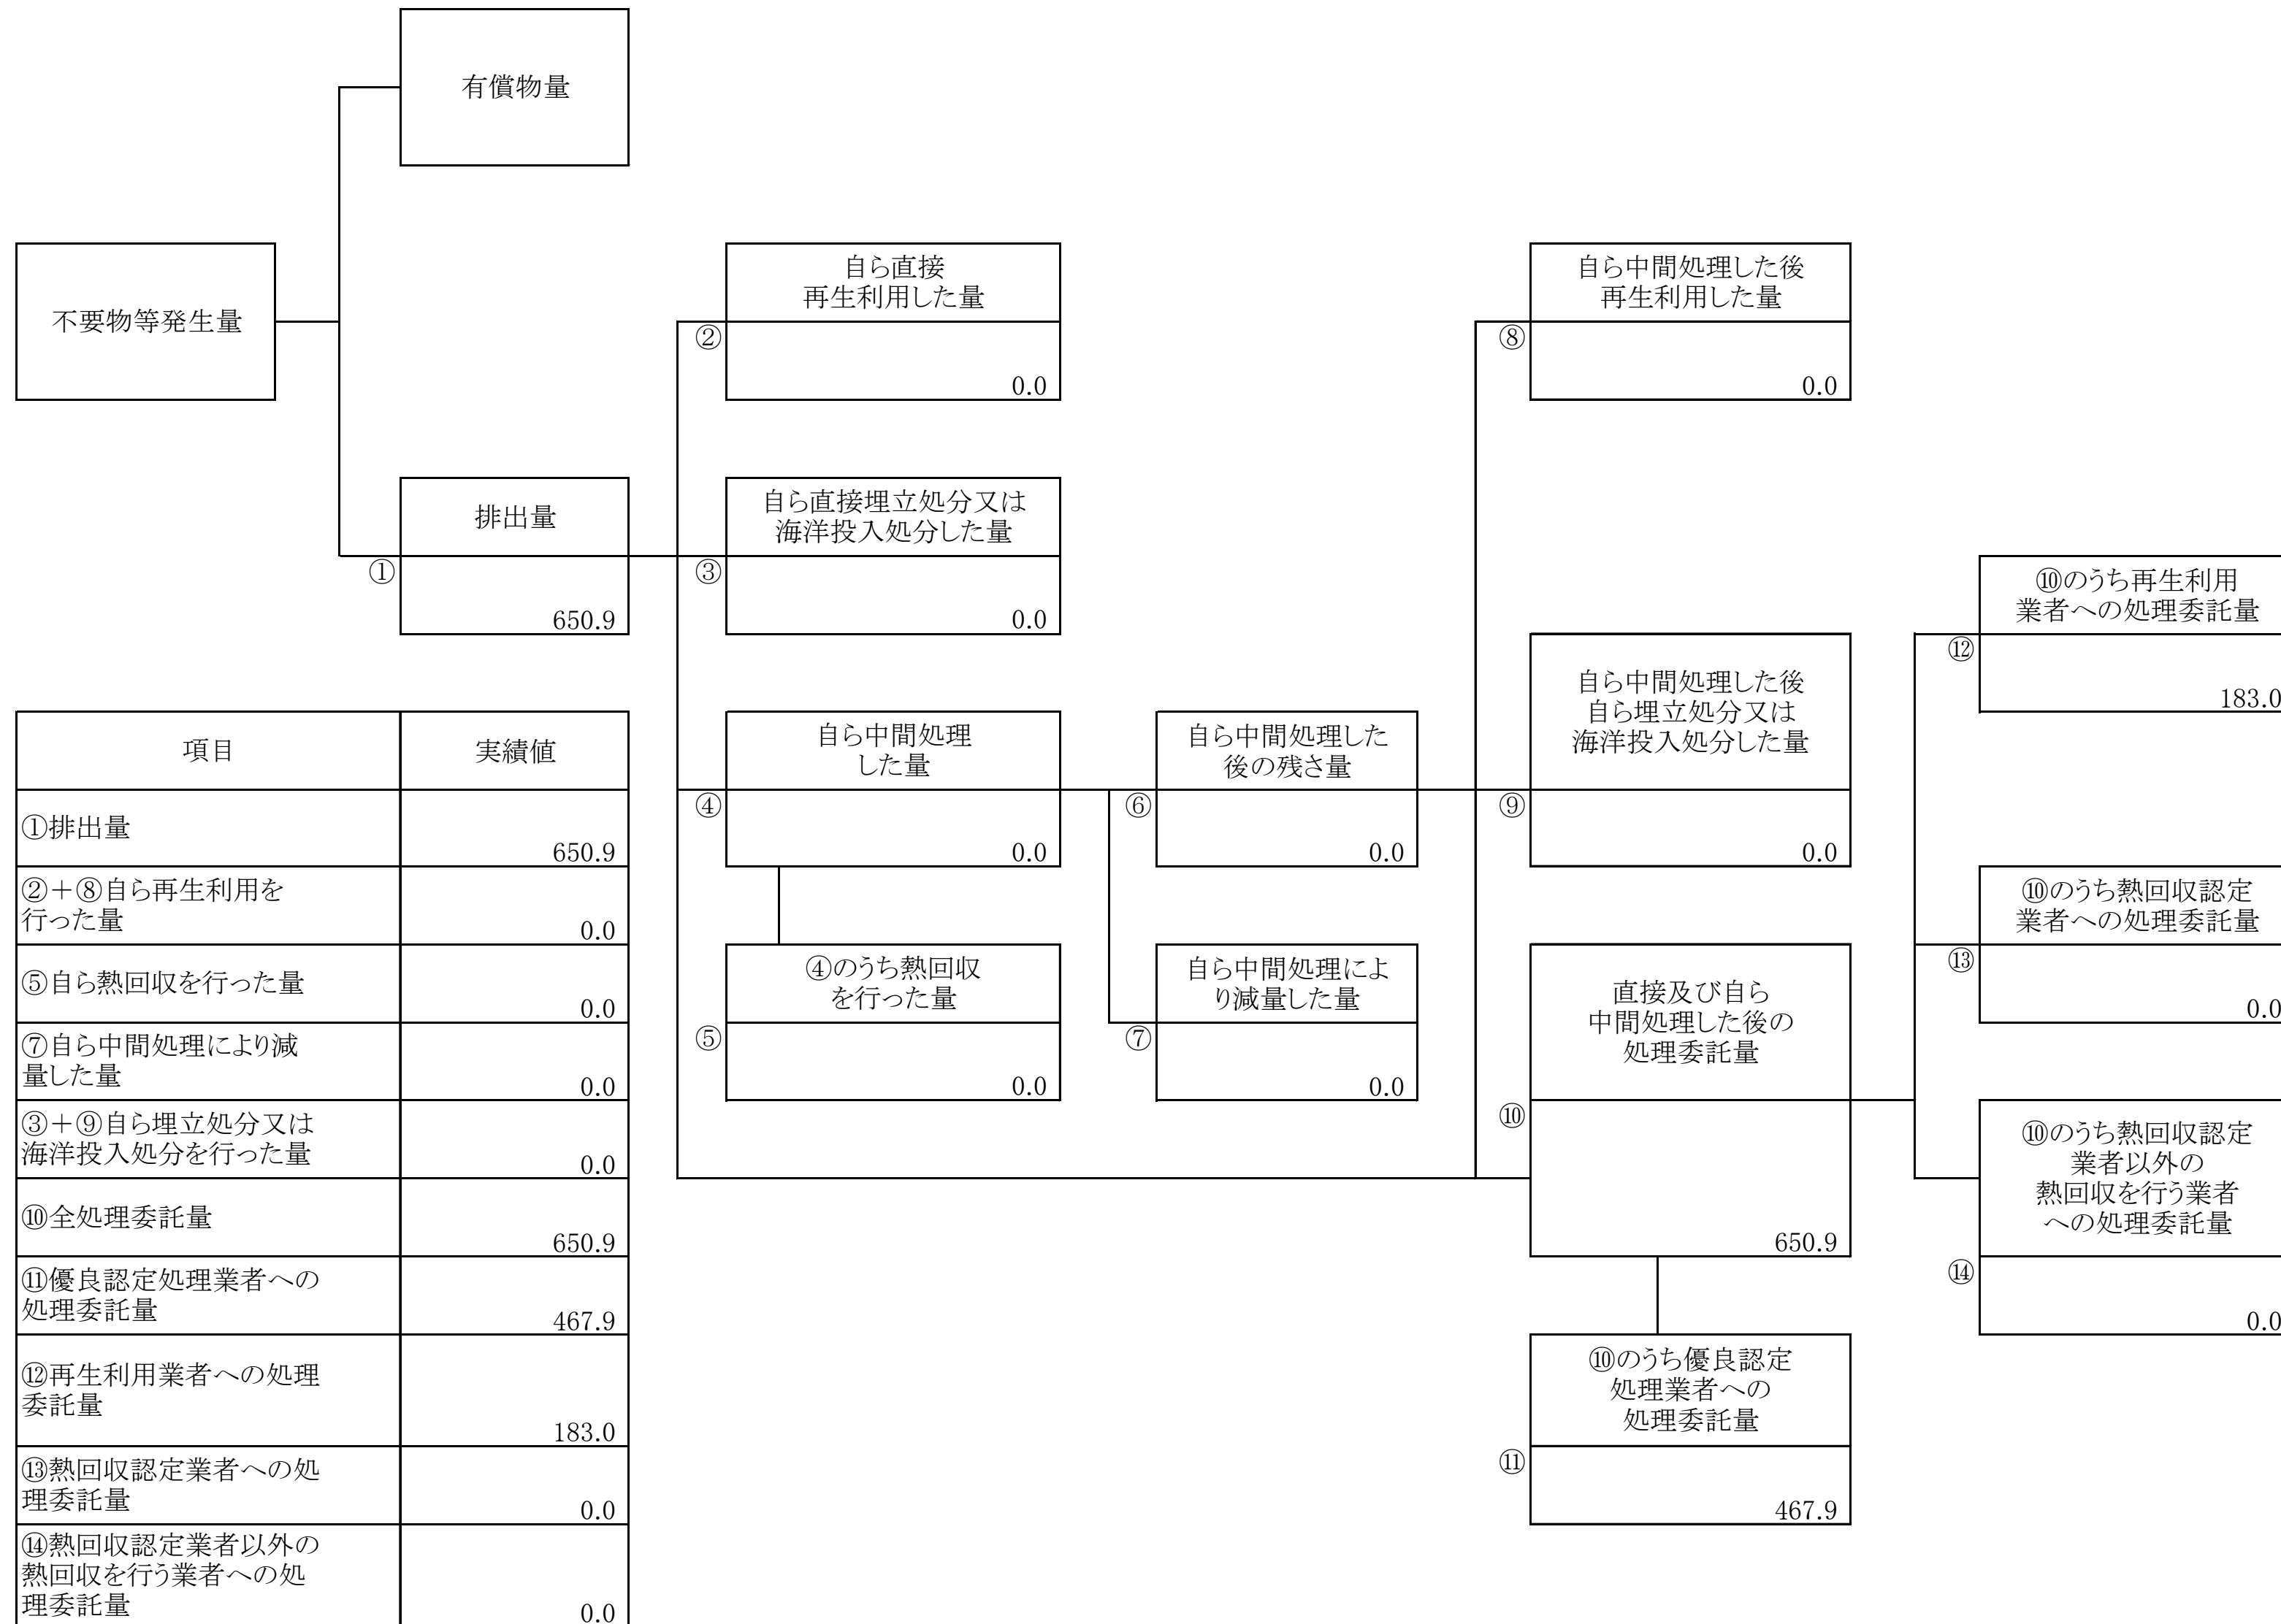 有償物量
不要物等発生量
自ら直接
再生利用した量
②
0.0
自ら中間処理した後
再生利用した量
⑧
0.0
排出量
①
650.9
自ら直接埋立処分又は
海洋投入処分した量
③
0.0
⑩のうち再生利用
業者への処理委託量
⑫
183.0
自ら中間処理
した量
④
0.0
自ら中間処理した
後の残さ量
⑥
0.0
自ら中間処理した後
自ら埋立処分又は
海洋投入処分した量
⑨
0.0
⑩のうち熱回収認定
業者への処理委託量
⑬
0.0
④のうち熱回収
を行った量
⑤
0.0
自ら中間処理によ
り減量した量
⑦
0.0
直接及び自ら
中間処理した後の
処理委託量
⑩
650.9
⑩のうち熱回収認定
業者以外の
熱回収を行う業者
への処理委託量
⑭
0.0
⑩のうち優良認定
処理業者への
処理委託量
⑪
467.9
項目
実績値
①排出量
650.9
②+⑧自ら再生利用を
行った量
0.0
⑤自ら熱回収を行った量
0.0
⑦自ら中間処理により減
量した量
0.0
③+⑨自ら埋立処分又は
海洋投入処分を行った量
0.0
⑩全処理委託量
650.9
⑪優良認定処理業者への
処理委託量
467.9
⑫再生利用業者への処理
委託量
183.0
⑬熱回収認定業者への処
理委託量
0.0
⑭熱回収認定業者以外の
熱回収を行う業者への処
理委託量
0.0